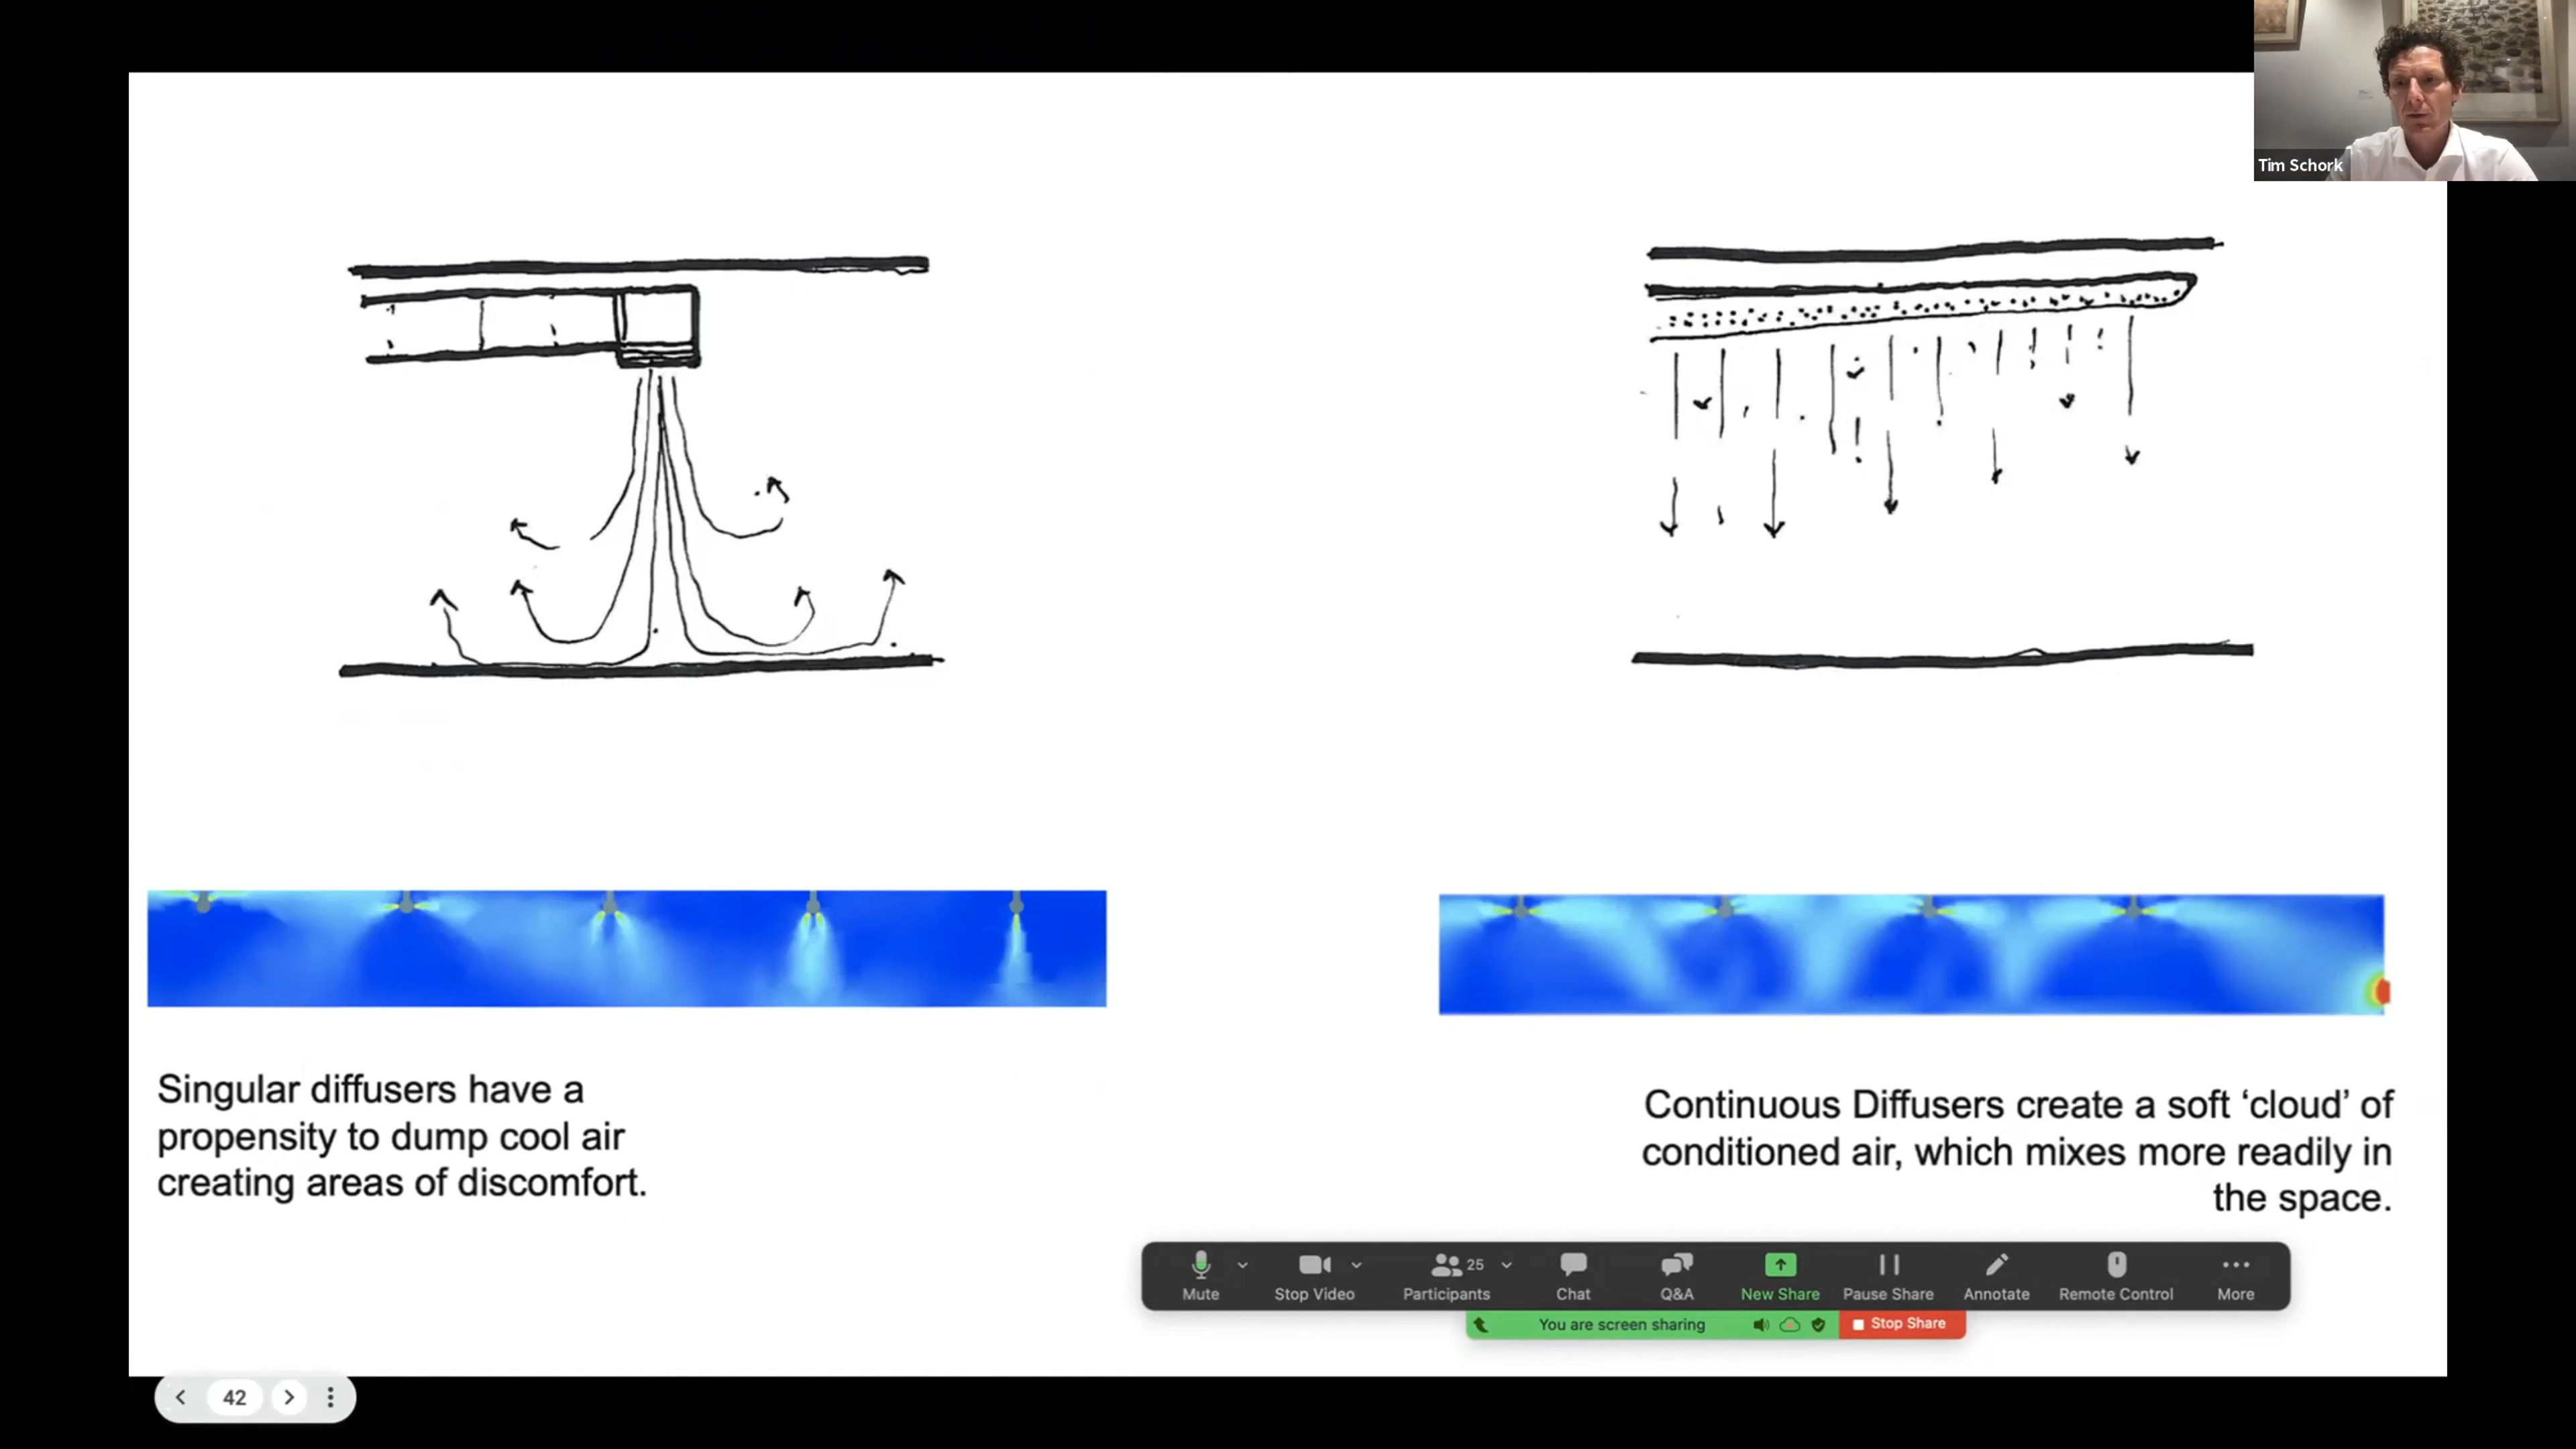 Tim Schork
Singular diffusers have a
propensity to dump cool air
creating areas of discomfort.
Continuous Diffusers create a soft ‘cloud’ of
conditioned air, which mixes more readily in
the space.
Mute
Stop Video
25
Participants
Chat
Q&A
New Share
Pause Share
Annotate
Remote Control
More
You are screen sharing
Stop Share
42